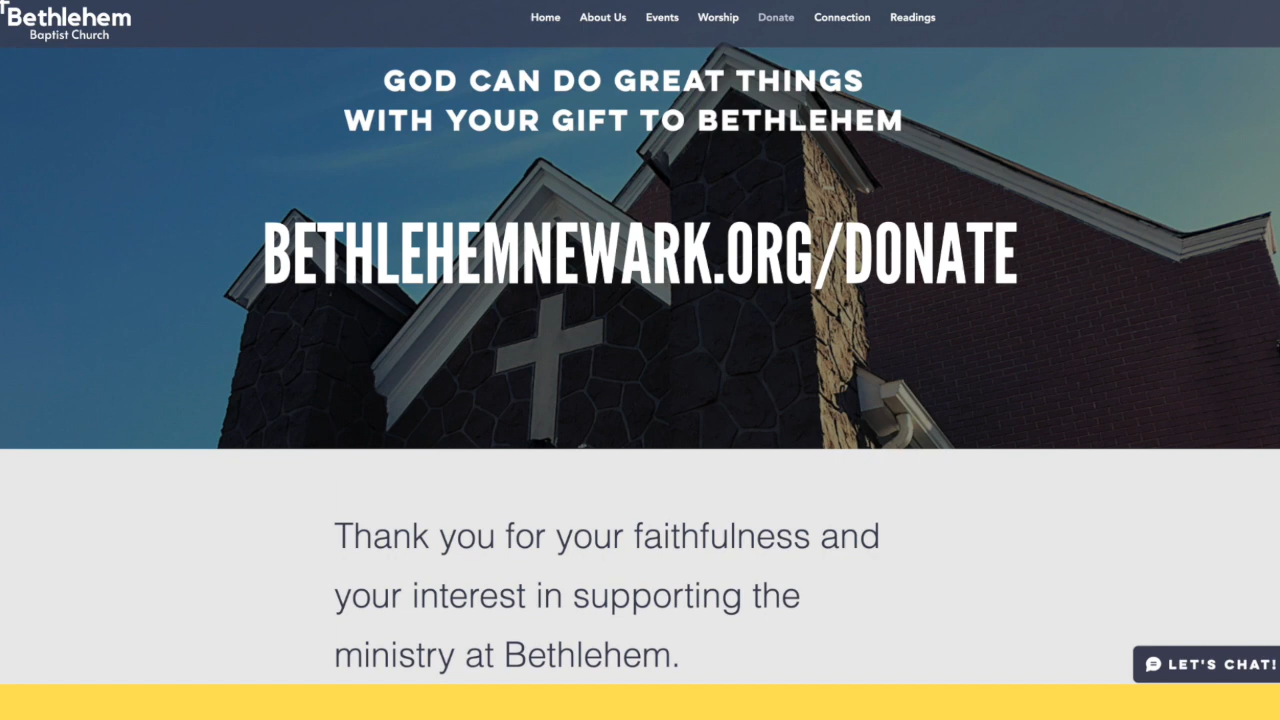 Bethlehem
Baptist Church
Home About Us Events Worship Donate Connection Readings
GOD CAN DO GREAT THINGS
WITH YOUR GIFT TO BETHLEHEM
BETHLEHEMNEWARK.ORG/DONATE
Thank you for your faithfulness and
your interest in supporting the
ministry at Bethlehem.
LET'S CHAT!